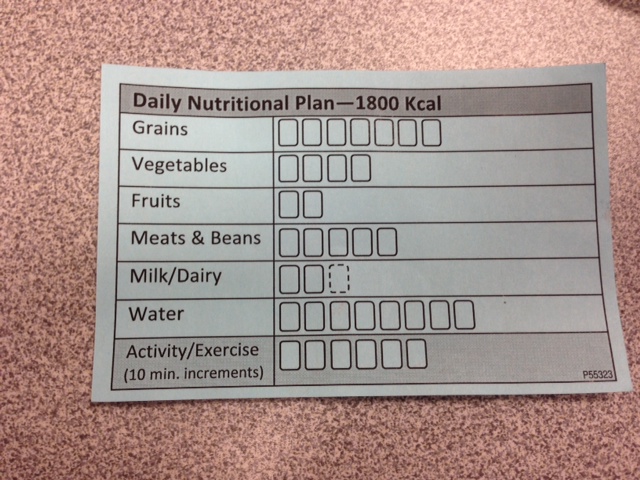 Daily Nutritional Plan—1800 Kcal
Grains
Vegetables
Fruits
Meats & Beans
Milk/Dairy
Water
Activity/Exercise
(10 min. increments)
P55323